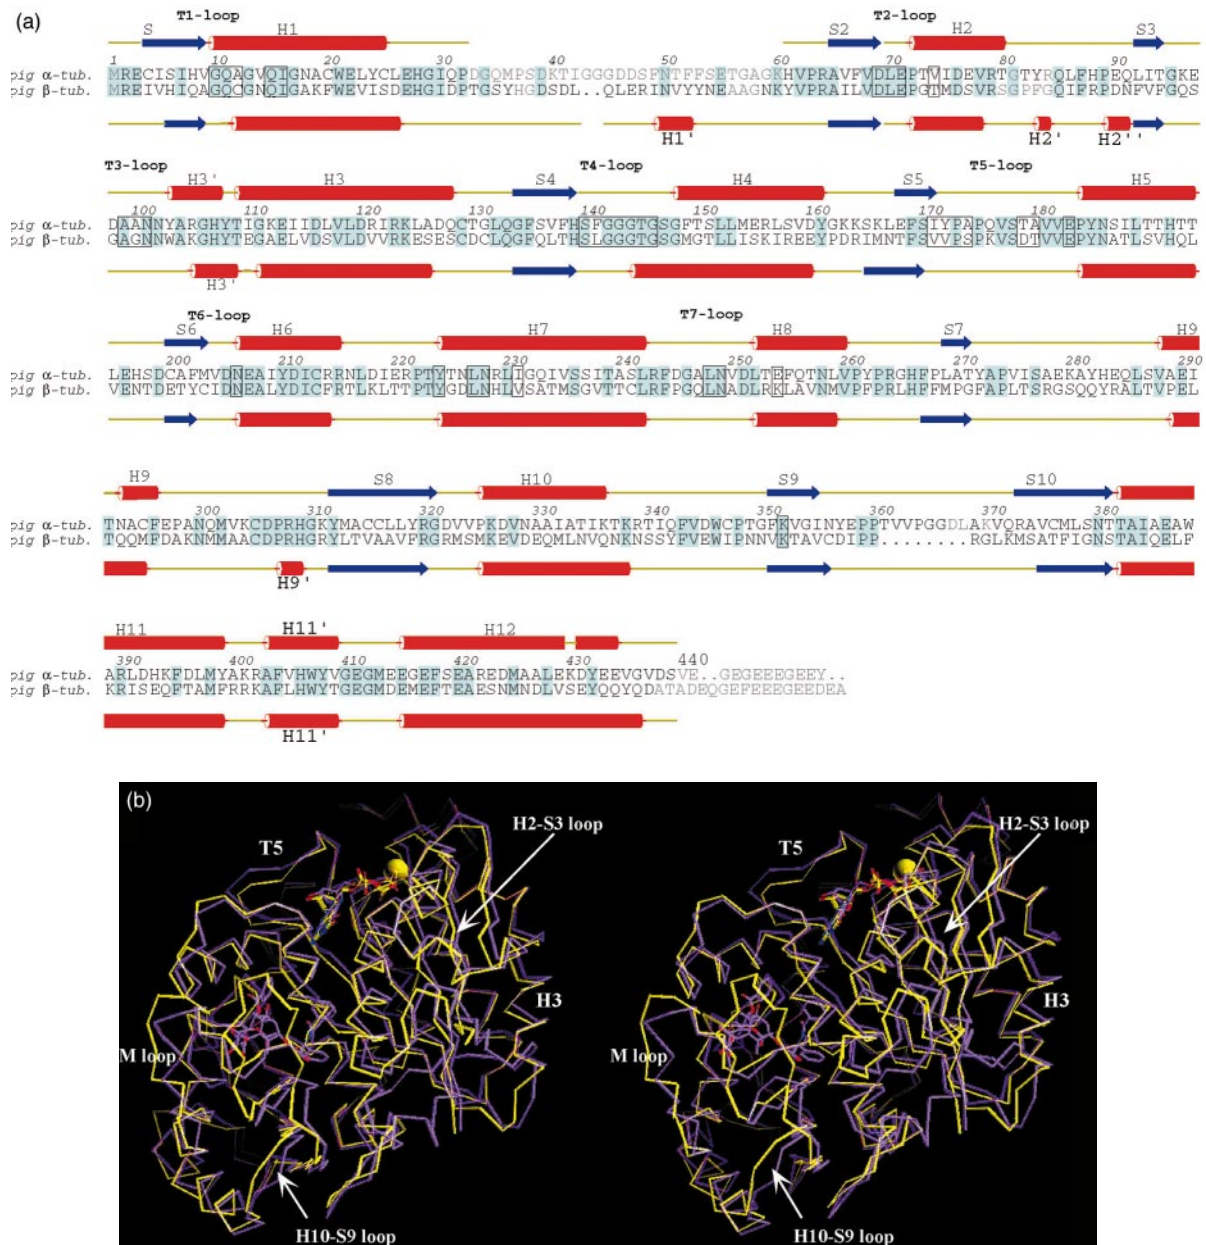 (a)
T1-loop T2-loop
S H1 S2 H2 S3
1 10 20 30 40 50 60 70 80 90
pig α-tub. MRECISIHVGQAGVQIGNACWELYCLEHGIQPDGQMPSDKTIGGGDDSFNTFFSETGAGKHVPRAVFVDLEPTVIDEVRTGTYRQLFHPEQLITGKE
pig β-tub. MREIVHIQAGQCGNQIGAKFWEVISDEHGIDPTGSYHGDSDL..QLERINVYYNEAAGNKYVPRAILVDLEPGTMDSVRSGPFGQIFRPDNFVFGQS
H1' H2' H2''
T3-loop T4-loop T5-loop
H3' H3 S4 H4 S5 H5
100 110 120 130 140 150 160 170 180
pig α-tub. DAANNYARGHYTIGKEIIDLVLDRIRKLADQCTGLQGFSVFHSFGGGTGSGFTSLLMERLSVDYGKKSKLEFSIYPAPQVSTAVVEPYNSILTTHTT
pig β-tub. GAGNNWAKGHYTEGAELVDSVLDVVRKESESCDCLQGFQLTHSLGGGTGSGMGTLLISKIREEYPDRIMNTFSVVPSPKVSDTVVEPYNATLSVHQL
H3'
T6-loop T7-loop
S6 H6 H7 H8 S7 H9
200 210 220 230 240 250 260 270 280 290
pig α-tub. LEHSDCAFMVDNEAIYDICRRNLDIERPTYTNLNRLIGQIVSSITASLRFDGALNVDLTEFQTNLVPYPRGHFPLATYAPVISAEKAYHEQLSVAEI
pig β-tub. VENTDETYCIDNEALYDICFRTLKLTTPTYGDLNHLVSATMSGVTTCLRFPGQLNADLRKLAVNMVPFPRLHFFMPGFAPLTSRGSQQYRALTVPEL
H9 S8 H10 S9 S10
300 310 320 330 340 350 360 370 380
pig α-tub. TNACFEPANQMVKCDPRHGKYMACCLLYRGDVVPKDVNAAIATIKTKRTIQFVDWCPTGFKVGINYEPPTVVPGGDLAKVQRAVCMLSNTTAIAEAW
pig β-tub. TQQMFDAKNMMAACDPRHGRYLTVAAVFRGRMSMKEVDEQMLNVQNKNSSYFVEWIPNNVKTAVCDIPP........RGLKMSATFIGNSTAIQELF
H9'
H11 H11' H12
390 400 410 420 430 440
pig α-tub. ARLDHKFDLMYAKRAFVHWYVGEGMEEGEFSEAREDMAALEKDYEEVGVDSVE..GEGEEEGEEY..
pig β-tub. KRISEQFTAMFRRKAFLHWYTGEGMDEMEFTEAESNMNDLVSEYQQYQDATADEQGEFEEEGEEDEA
H11'
(b)
H2-S3 loop H2-S3 loop
T5 T5
H3 H3
M loop M loop
H10-S9 loop H10-S9 loop